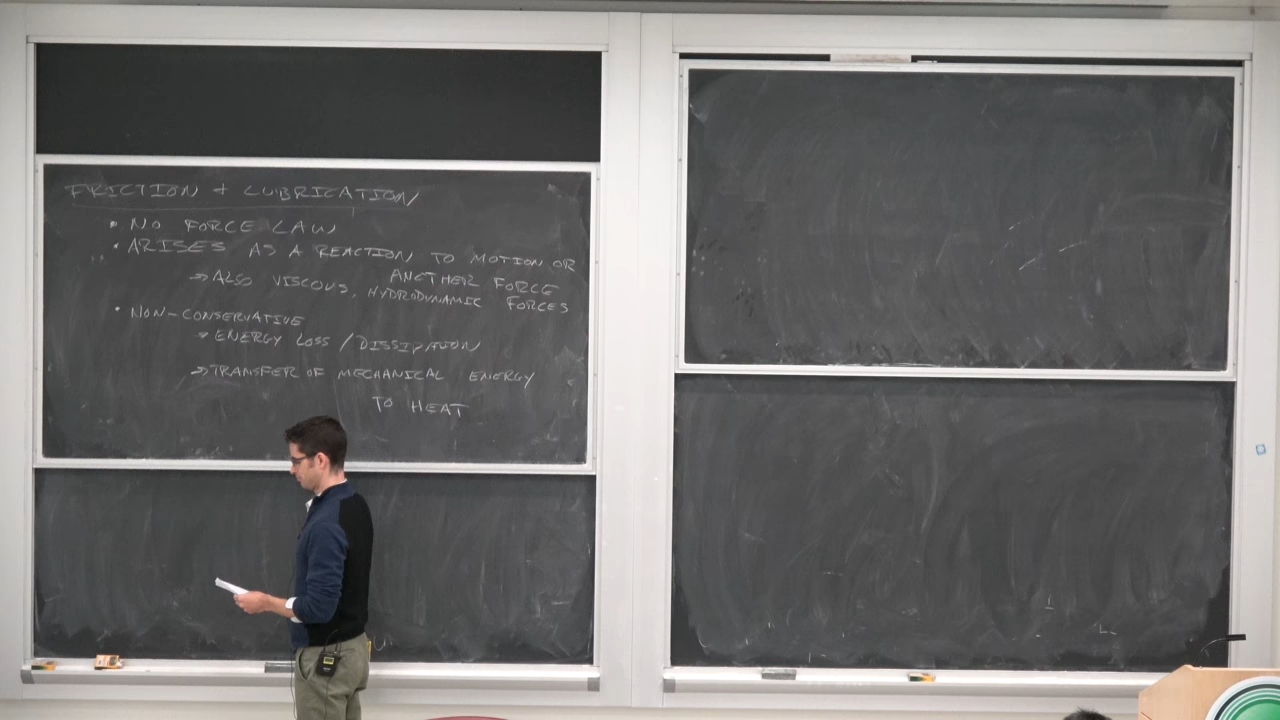 FRICTION + LUBRICATION
• NO FORCE LAW
• ARISES AS A REACTION TO MOTION OR
ANOTHER FORCE
→ ALSO VISCOUS, HYDRODYNAMIC FORCES
• NON-CONSERVATIVE
→ ENERGY LOSS / DISSIPATION
→ TRANSFER OF MECHANICAL ENERGY
TO HEAT